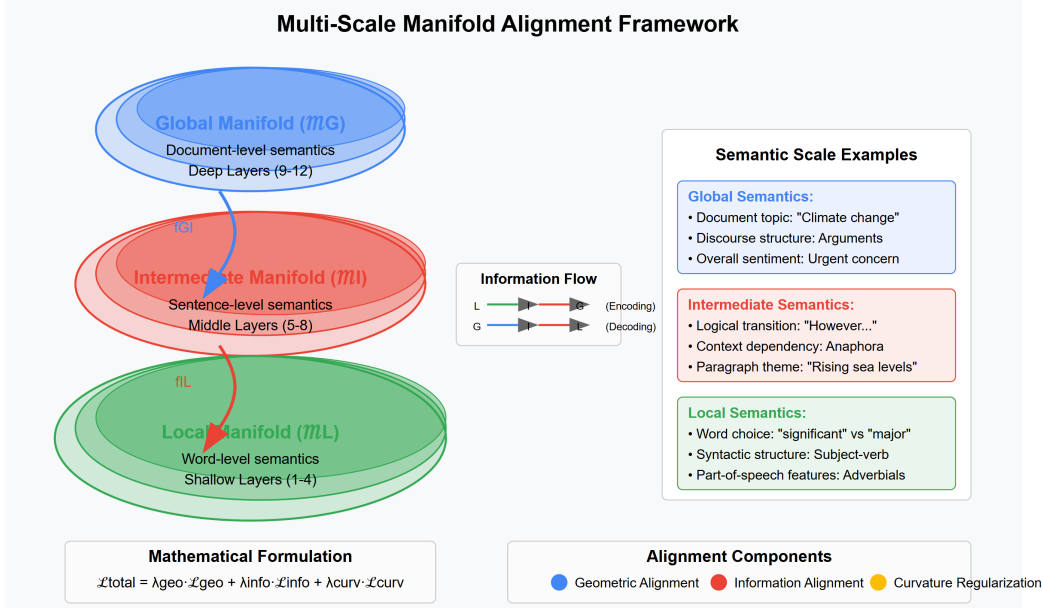 Multi-Scale Manifold Alignment Framework
Global Manifold (ℳG)
Document-level semantics
Deep Layers (9-12)
fGI
Intermediate Manifold (ℳI)
Sentence-level semantics
Middle Layers (5-8)
fIL
Local Manifold (ℳL)
Word-level semantics
Shallow Layers (1-4)
Information Flow
L I G (Encoding)
G I L (Decoding)
Semantic Scale Examples
Global Semantics:
• Document topic: "Climate change"
• Discourse structure: Arguments
• Overall sentiment: Urgent concern
Intermediate Semantics:
• Logical transition: "However..."
• Context dependency: Anaphora
• Paragraph theme: "Rising sea levels"
Local Semantics:
• Word choice: "significant" vs "major"
• Syntactic structure: Subject-verb
• Part-of-speech features: Adverbials
Mathematical Formulation
ℒtotal = λgeo·ℒgeo + λinfo·ℒinfo + λcurv·ℒcurv
Alignment Components
Geometric Alignment
Information Alignment
Curvature Regularization